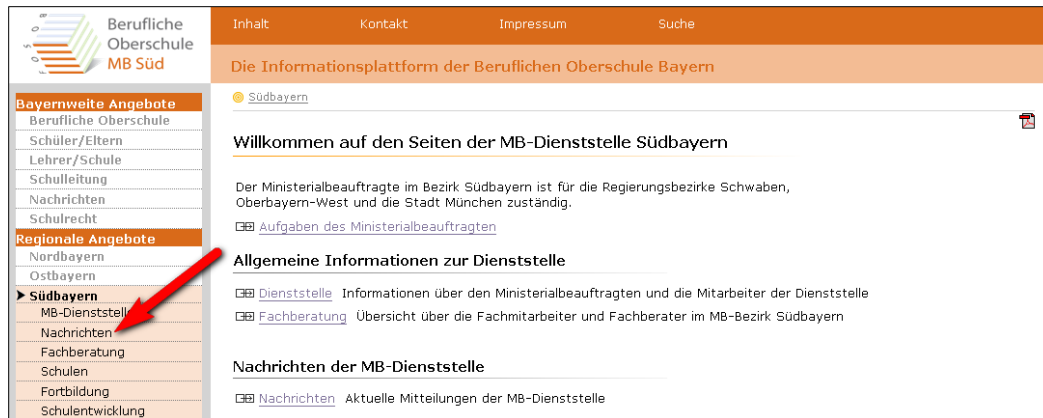 Berufliche
Oberschule
MB Süd
Inhalt Kontakt Impressum Suche
Die Informationsplattform der Beruflichen Oberschule Bayern
Bayernweite Angebote
Berufliche Oberschule
Schüler/Eltern
Lehrer/Schule
Schulleitung
Nachrichten
Schulrecht
Regionale Angebote
Nordbayern
Ostbayern
Südbayern
MB-Dienststelle
Nachrichten
Fachberatung
Schulen
Fortbildung
Schulentwicklung
Südbayern
Willkommen auf den Seiten der MB-Dienststelle Südbayern
Der Ministerialbeauftragte im Bezirk Südbayern ist für die Regierungsbezirke Schwaben,
Oberbayern-West und die Stadt München zuständig.
Aufgaben des Ministerialbeauftragten
Allgemeine Informationen zur Dienststelle
Dienststelle Informationen über den Ministerialbeauftragten und die Mitarbeiter der Dienststelle
Fachberatung Übersicht über die Fachmitarbeiter und Fachberater im MB-Bezirk Südbayern
Nachrichten der MB-Dienststelle
Nachrichten Aktuelle Mitteilungen der MB-Dienststelle